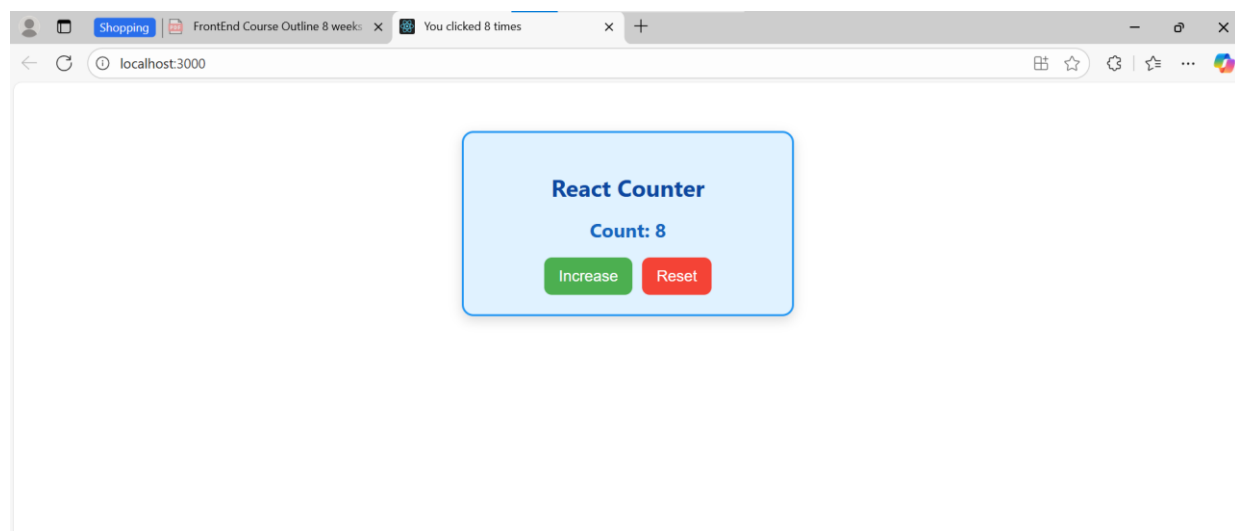 Shopping FrontEnd Course Outline 8 weeks You clicked 8 times
localhost:3000
React Counter
Count: 8
Increase Reset